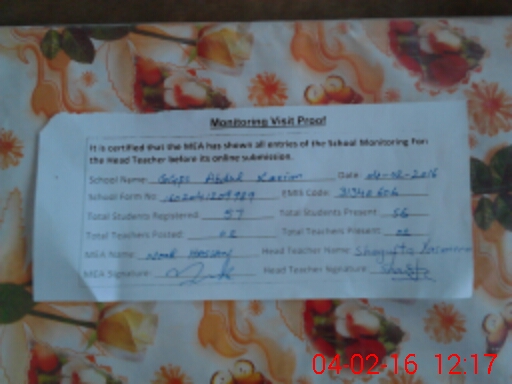 Monitoring Visit Proof
It is certified that the MEA has shown all entries of the School Monitoring Form
the Head Teacher before its online submission.
School Name: Abdul Karim Date: 04-02-2016
School Form No: EMIS Code: 31340606
Total Students Registered: 57 Total Students Present: 56
Total Teachers Posted: 02 Total Teachers Present: 02
MEA Name: Head Teacher Name: Shagufta Yasmeen
MEA Signature: Head Teacher Signature:
04-02-16 12:17